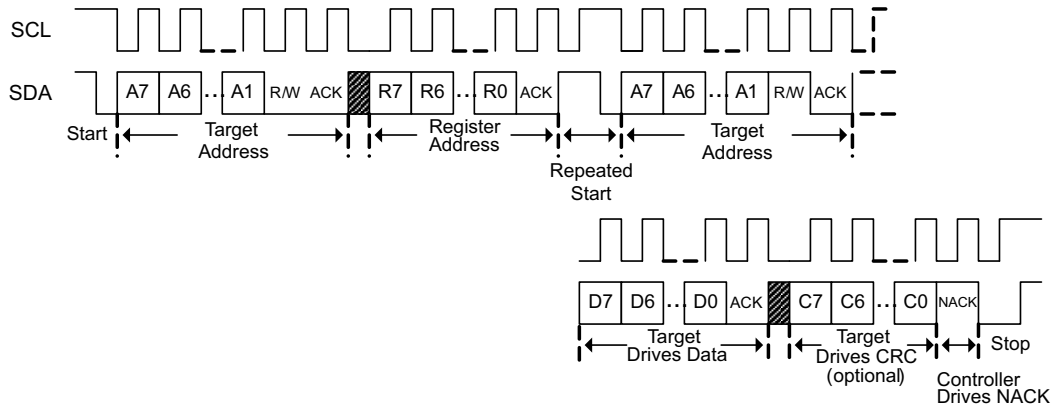 SCL
SDA
A7 A6 ... A1 R/W ACK R7 R6 ... R0 ACK A7 A6 ... A1 R/W ACK
Start
Target
Address
Register
Address
Repeated
Start
Target
Address
D7 D6 ... D0 ACK C7 C6 ... C0 NACK
Target
Drives Data
Target
Drives CRC
(optional)
Stop
Controller
Drives NACK